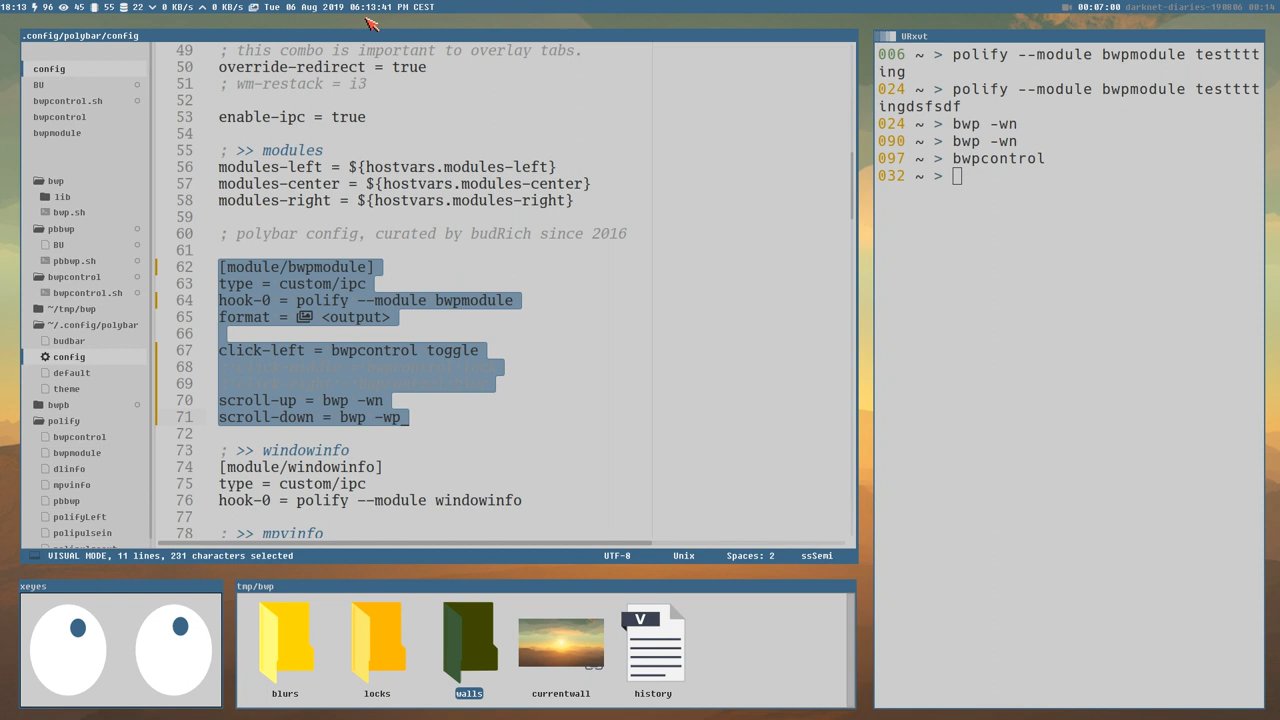 18:13 96 45 55 22 0 KB/s 0 KB/s Tue 06 Aug 2019 06:13:41 PM CEST
00:07:00 darknet-diaries-190806 00:14
.config/polybar/config
config
BU
bwpcontrol.sh
bwpcontrol
bwpmodule
bwp
lib
bwp.sh
pbbwp
BU
pbbwp.sh
bwpcontrol
bwpcontrol.sh
~/tmp/bwp
~/.config/polybar
budbar
config
default
theme
bwpb
polify
bwpcontrol
bwpmodule
dlinfo
mpvinfo
pbbwp
polifyLeft
polipulsein
49 ; this combo is important to overlay tabs.
50 override-redirect = true
51 ; wm-restack = i3
52
53 enable-ipc = true
54
55 ; >> modules
56 modules-left = ${hostvars.modules-left}
57 modules-center = ${hostvars.modules-center}
58 modules-right = ${hostvars.modules-right}
59
60 ; polybar config, curated by budRich since 2016
61
62 [module/bwpmodule]
63 type = custom/ipc
64 hook-0 = polify --module bwpmodule
65 format = <output>
66
67 click-left = bwpcontrol toggle
68
69
70 scroll-up = bwp -wn
71 scroll-down = bwp -wp_
72
73 ; >> windowinfo
74 [module/windowinfo]
75 type = custom/ipc
76 hook-0 = polify --module windowinfo
77
78 ; >> mpvinfo
VISUAL MODE, 11 lines, 231 characters selected
UTF-8 Unix Spaces: 2 ssSemi
URxvt
006 ~ > polify --module bwpmodule testttt
ing
024 ~ > polify --module bwpmodule testttt
ingdsfsdf
024 ~ > bwp -wn
090 ~ > bwp -wn
097 ~ > bwpcontrol
032 ~ >
xeyes
tmp/bwp
V
blurs locks walls currentwall history